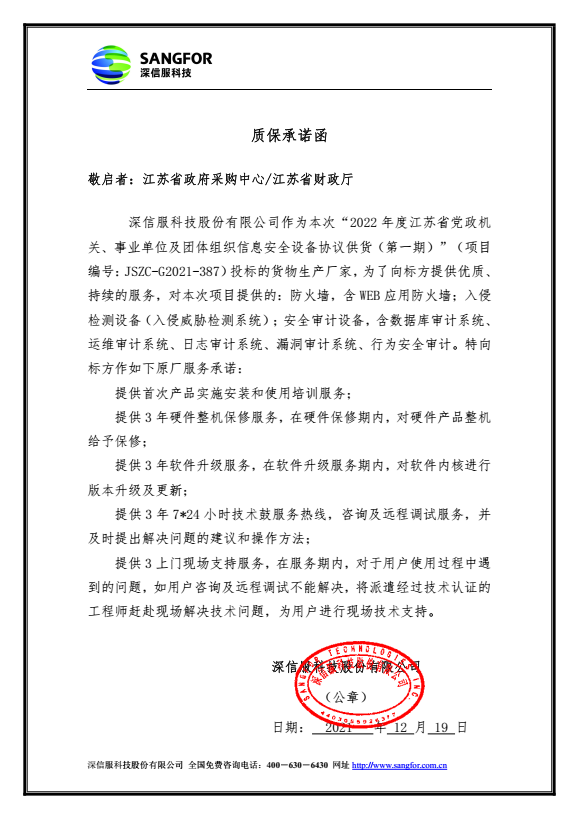 SANGFOR
深信服科技
质保承诺函
敬启者：江苏省政府采购中心/江苏省财政厅
深信服科技股份有限公司作为本次“2022 年度江苏省党政机
关、事业单位及团体组织信息安全设备协议供货（第一期）”（项目
编号：JSZC-G2021-387）投标的货物生产厂家，为了向标方提供优质、
持续的服务，对本次项目提供的：防火墙，含 WEB 应用防火墙；入侵
检测设备（入侵威胁检测系统）；安全审计设备，含数据库审计系统、
运维审计系统、日志审计系统、漏洞审计系统、行为安全审计。特向
标方作如下原厂服务承诺：
提供首次产品实施安装和使用培训服务；
提供 3 年硬件整机保修服务，在硬件保修期内，对硬件产品整机
给予保修；
提供 3 年软件升级服务，在软件升级服务期内，对软件内核进行
版本升级及更新；
提供 3 年 7*24 小时技术鼓服务热线，咨询及远程调试服务，并
及时提出解决问题的建议和操作方法；
提供 3 上门现场支持服务，在服务期内，对于用户使用过程中遇
到的问题，如用户咨询及远程调试不能解决，将派遣经过技术认证的
工程师赶赴现场解决技术问题，为用户进行现场技术支持。
深信服科技股份有限公司
SANGFOR TECHNOLOGIES INC
深信服科技股份有限公司
（公章）
日期： 2021 年 12 月 19 日
深信服科技股份有限公司 全国免费咨询电话：400－630－6430 网址 http://www.sangfor.com.cn